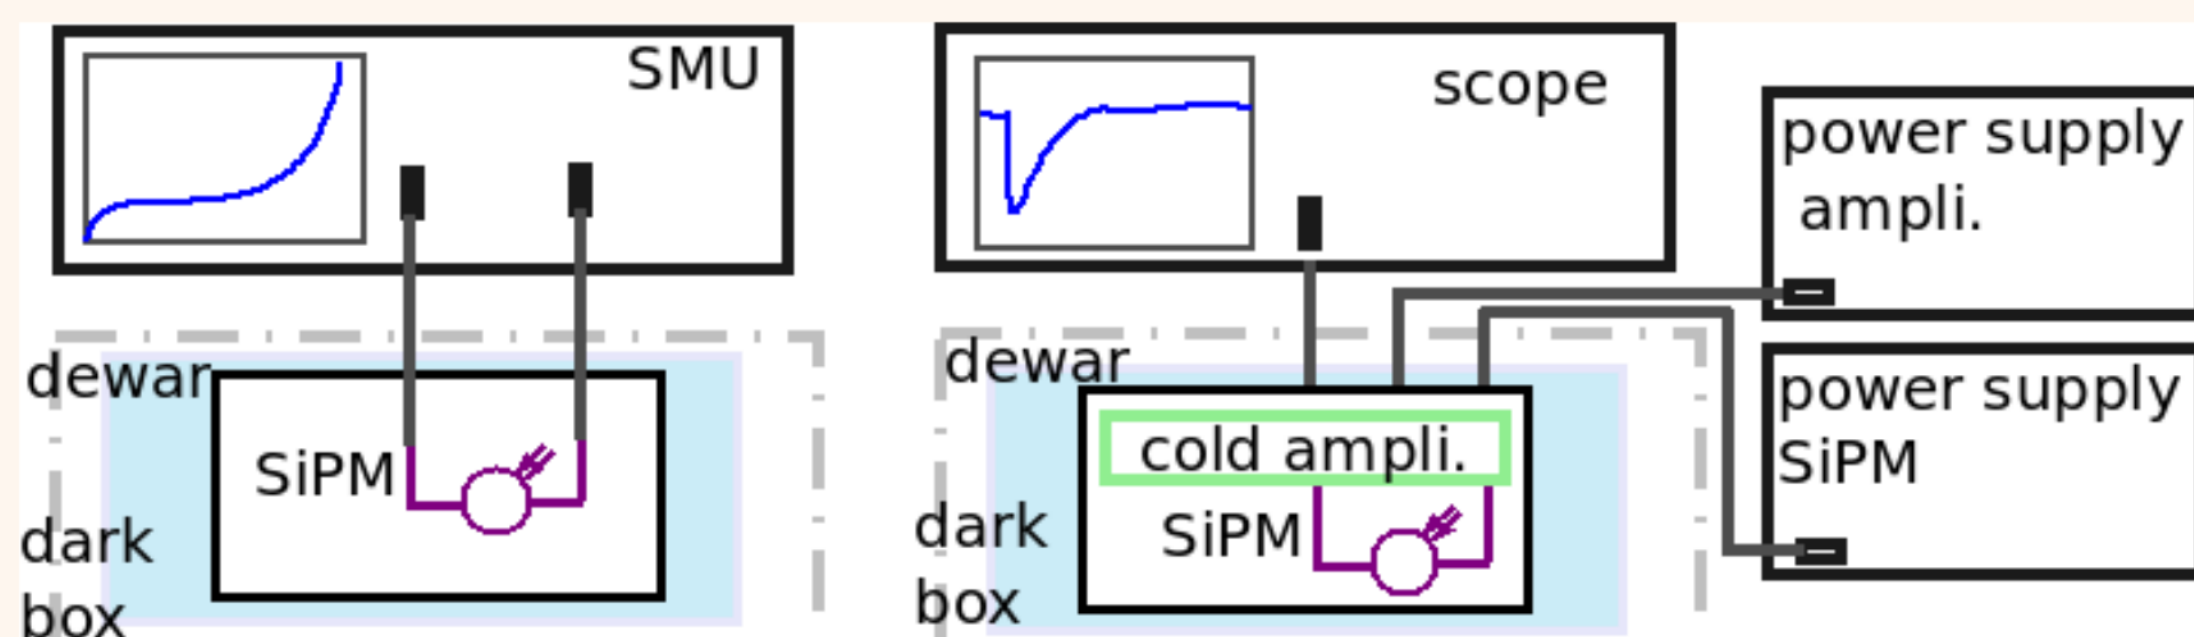 SMU
dewar
SiPM
dark
box
scope
dewar
cold ampli.
SiPM
dark
box
power supply
ampli.
power supply
SiPM